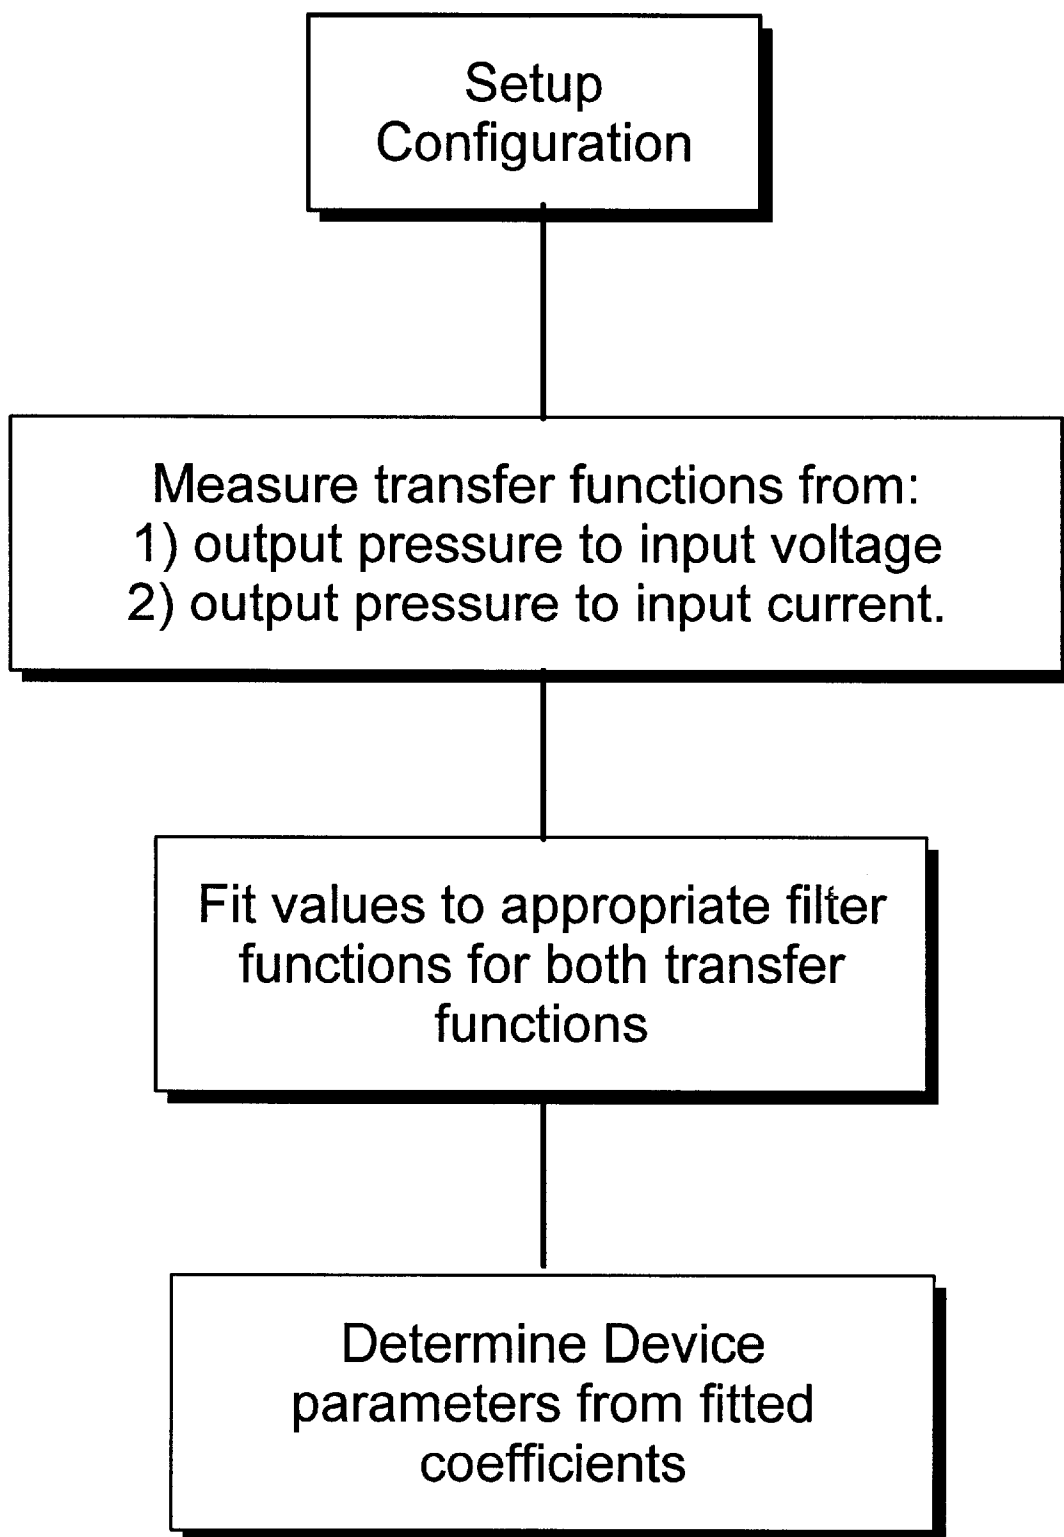 Setup
Configuration
Measure transfer functions from:
1) output pressure to input voltage
2) output pressure to input current.
Fit values to appropriate filter
functions for both transfer
functions
Determine Device
parameters from fitted
coefficients